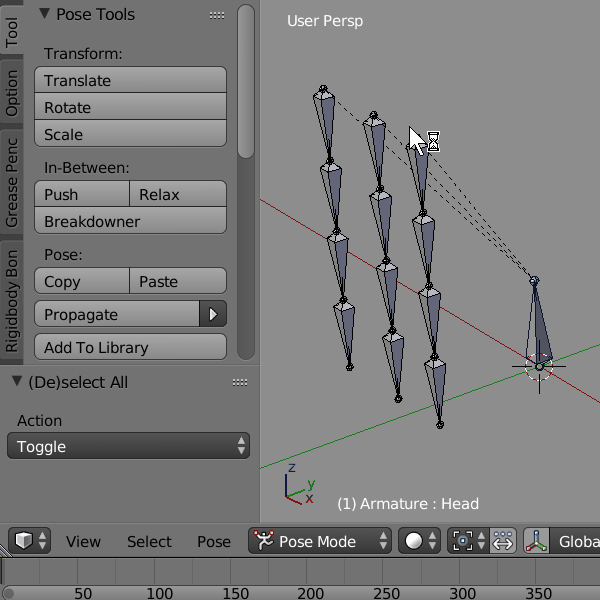 Tool
Option
Grease Penc
Rigidbody Bon
Pose Tools
Transform:
Translate
Rotate
Scale
In-Between:
Push Relax
Breakdowner
Pose:
Copy Paste
Propagate
Add To Library
(De)select All
Action
Toggle
User Persp
z
y
x
(1) Armature : Head
View Select Pose Pose Mode Globa
50 100 150 200 250 300 350